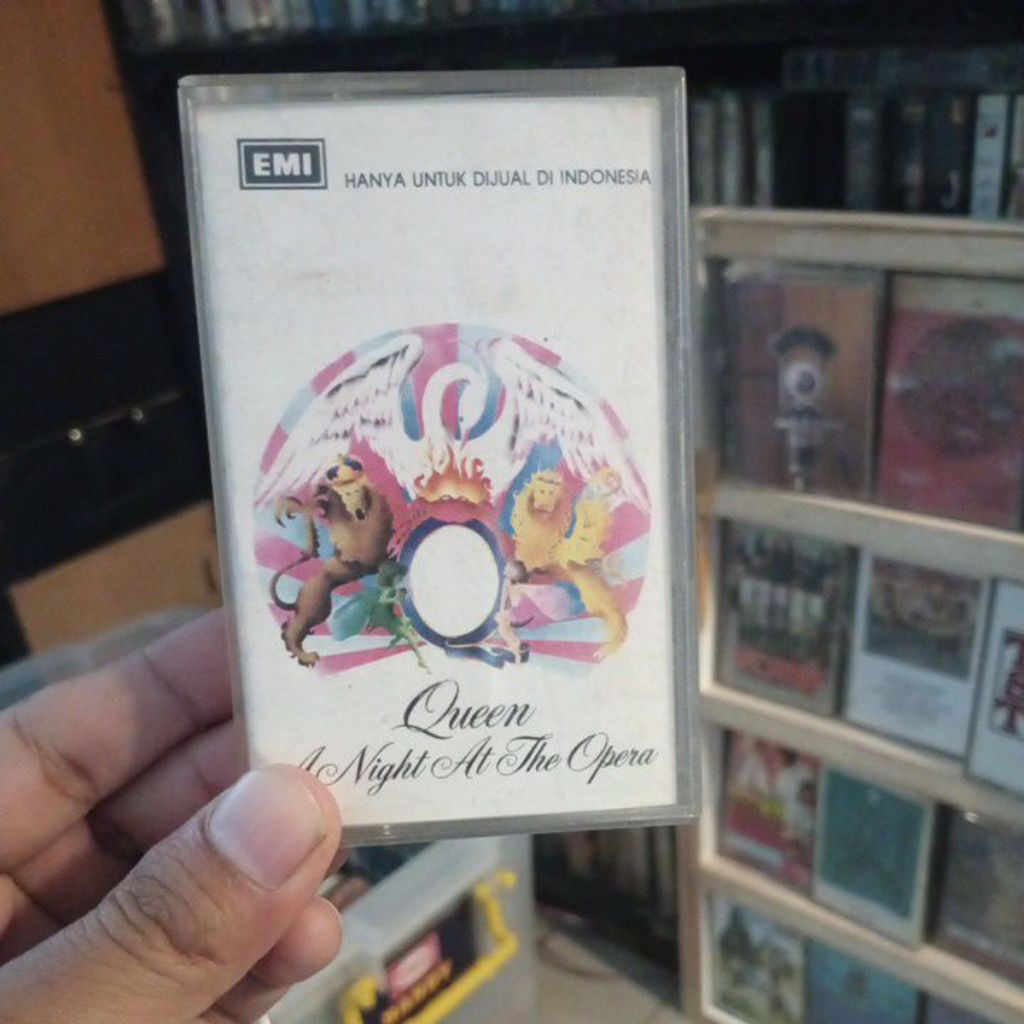 EMI
HANYA UNTUK DIJUAL DI INDONESIA
Queen
A Night At The Opera